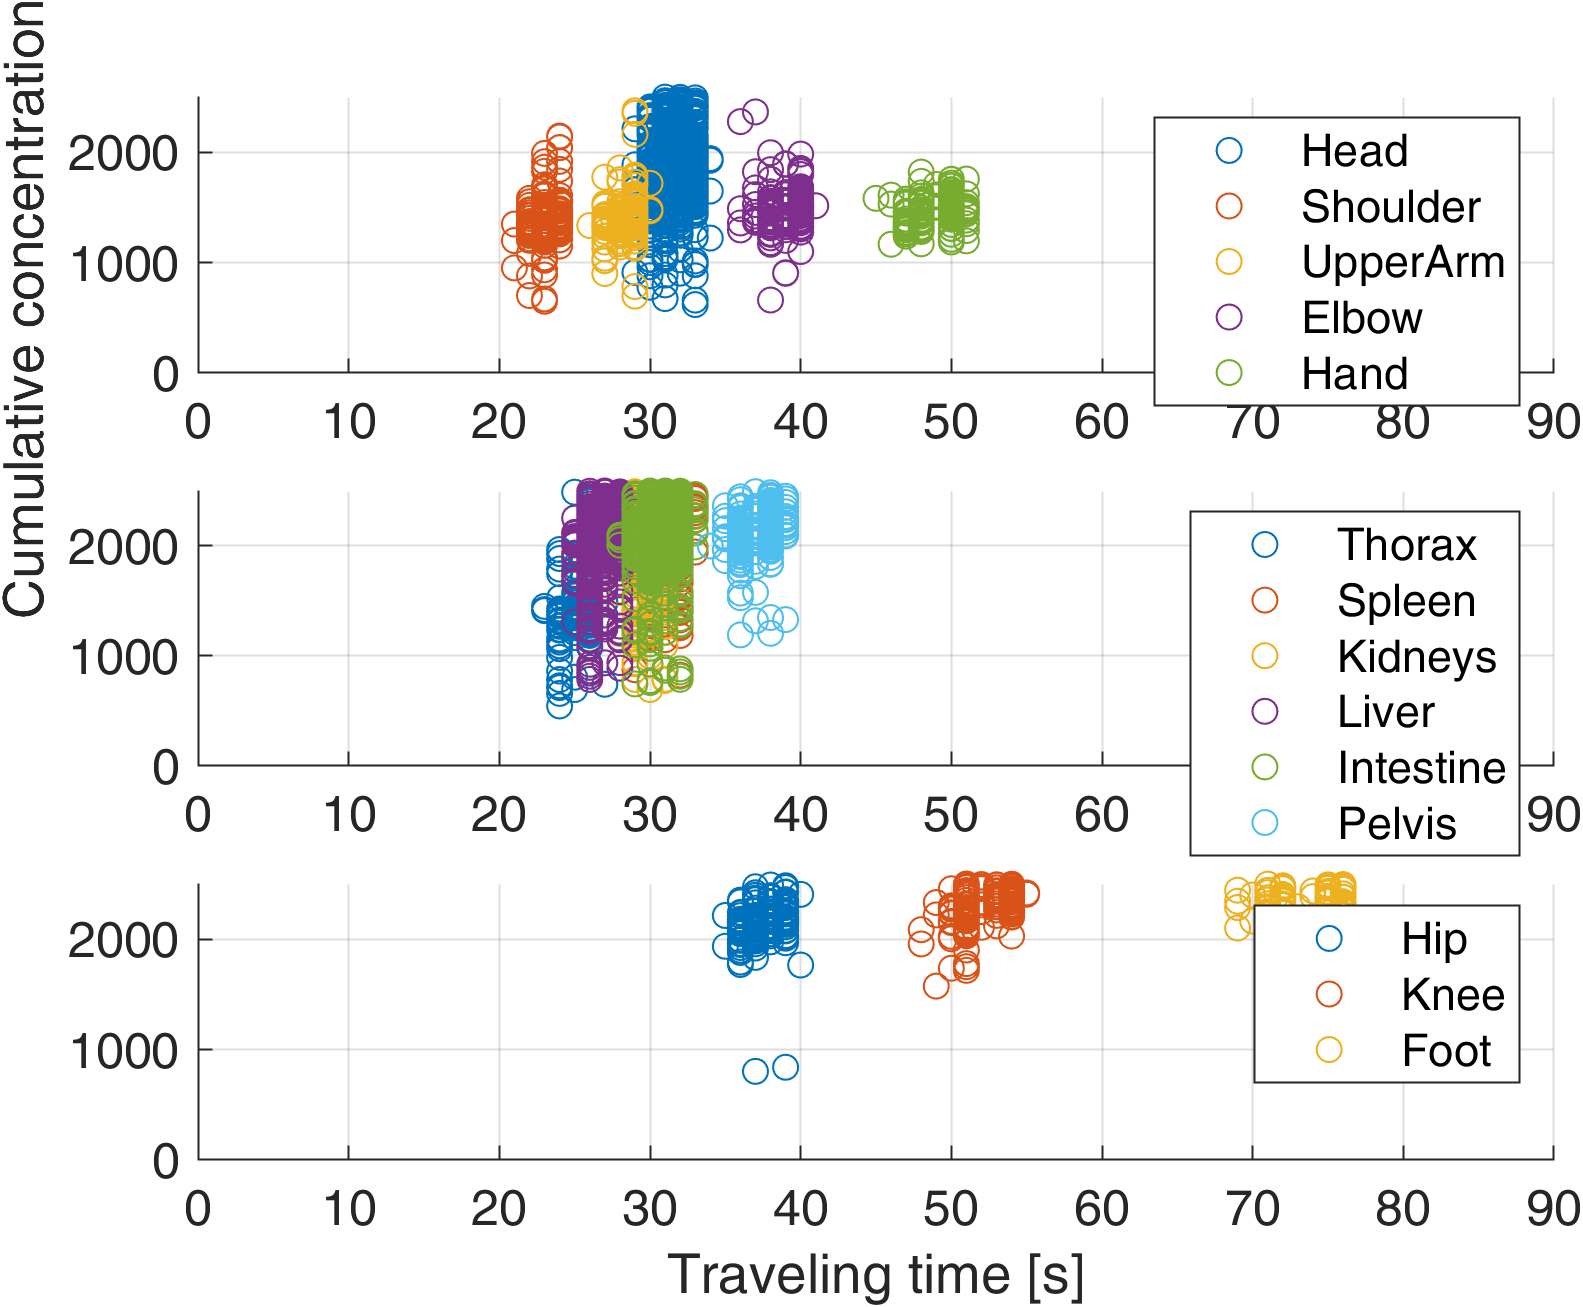 Cumulative concentration
2000
1000
0
0 10 20 30 40 50 60 70 80 90
Head
Shoulder
UpperArm
Elbow
Hand
2000
1000
0
0 10 20 30 40 50 60 90
Thorax
Spleen
Kidneys
Liver
Intestine
Pelvis
2000
1000
0
0 10 20 30 40 50 60 70 80 90
Hip
Knee
Foot
Traveling time [s]